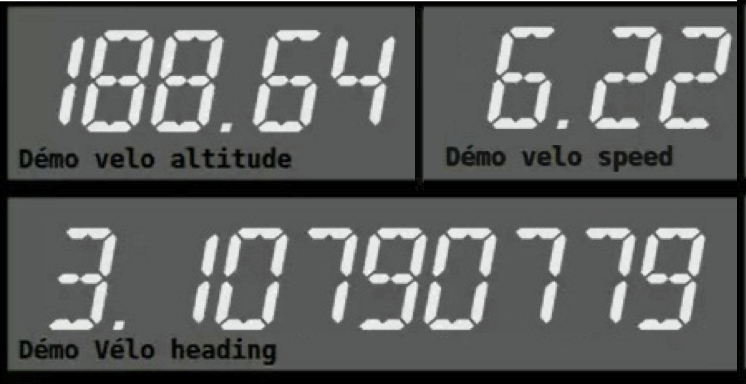 188.64
Démo velo altitude
6.22
Démo velo speed
3.10790779
Démo Vélo heading